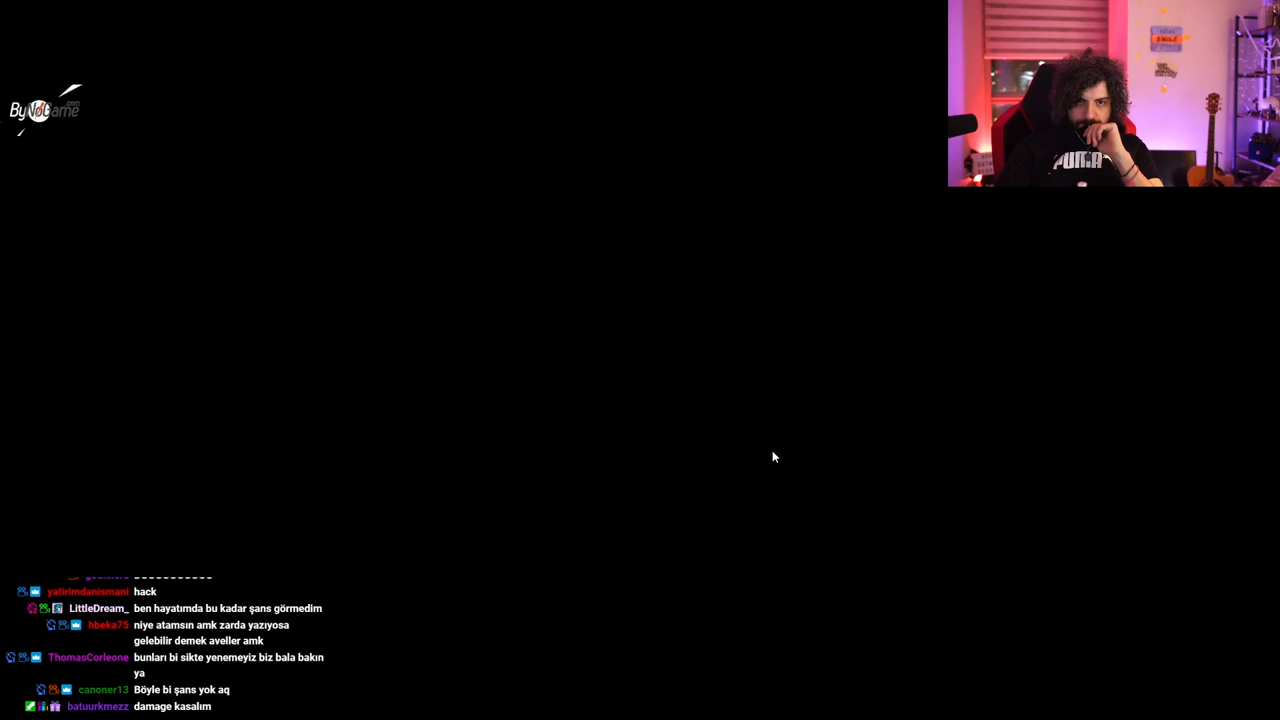 ByNoGame.com
PUMA
hack
yatirimdanismani
LittleDream_ ben hayatımda bu kadar şans görmedim
hbeka75 niye atamsın amk zarda yazıyosa
gelebilir demek aveller amk
ThomasCorleone bunları bi sikte yenemeyiz biz bala bakın
ya
canoner13 Böyle bi şans yok aq
batuurkmezz damage kasalım